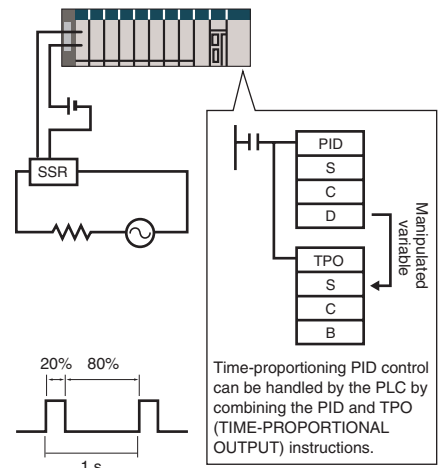 SSR
PID
S
C
D
Manipulated
variable
TPO
S
C
B
Time-proportioning PID control
can be handled by the PLC by
combining the PID and TPO
(TIME-PROPORTIONAL
OUTPUT) instructions.
20% 80%
1 s